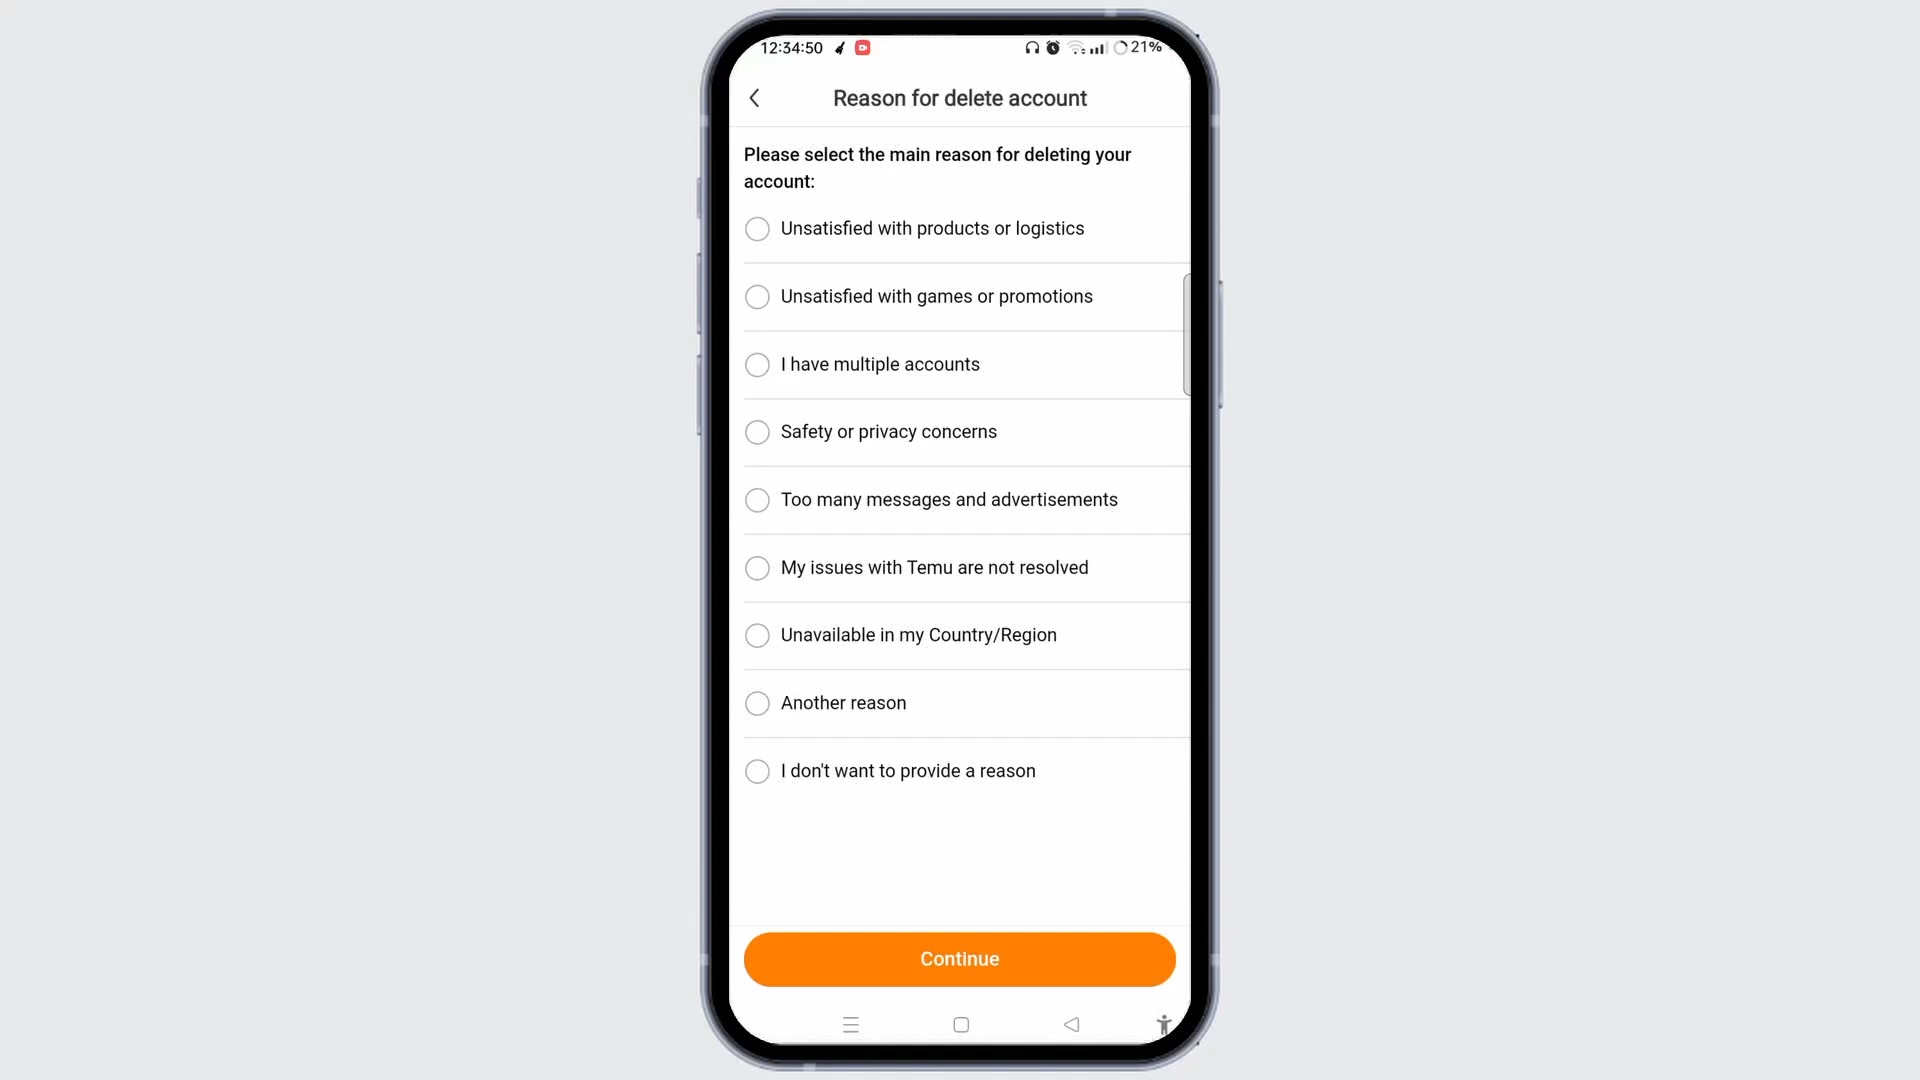 12:34:50 21%
Reason for delete account
Please select the main reason for deleting your
account:
Unsatisfied with products or logistics
Unsatisfied with games or promotions
I have multiple accounts
Safety or privacy concerns
Too many messages and advertisements
My issues with Temu are not resolved
Unavailable in my Country/Region
Another reason
I don't want to provide a reason
Continue